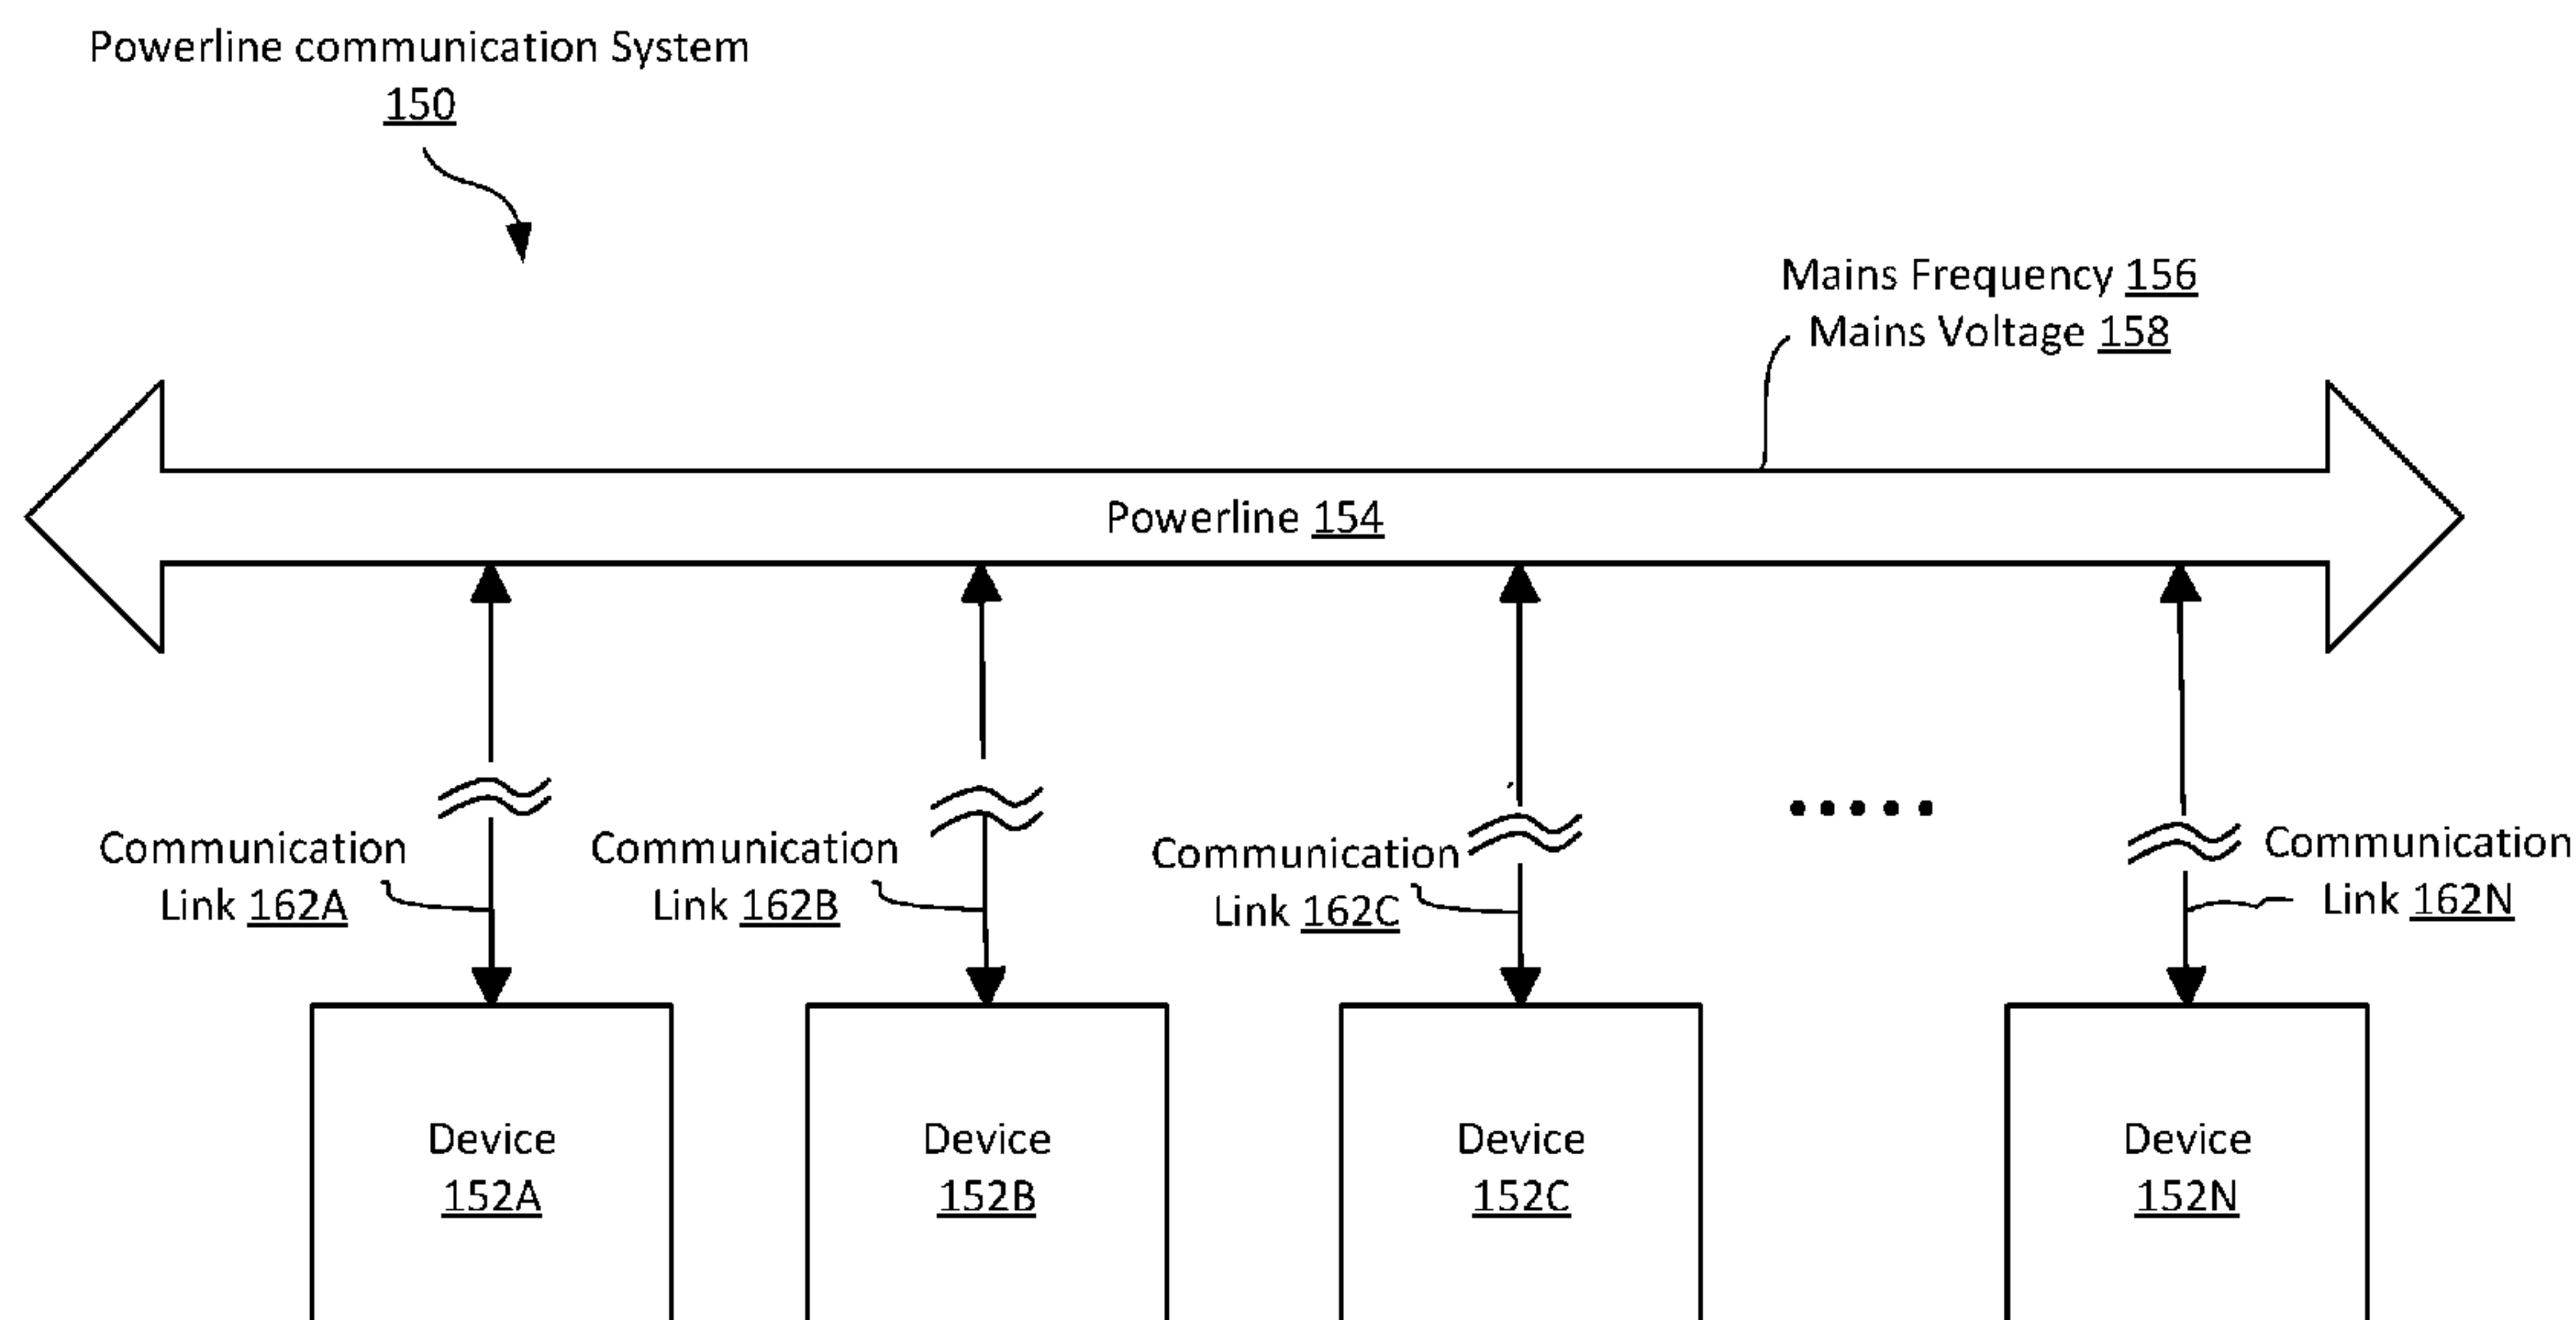 Powerline communication System
150
Mains Frequency 156
Mains Voltage 158
Powerline 154
Communication
Link 162A
Communication
Link 162B
Communication
Link 162C
Communication
Link 162N
Device
152A
Device
152B
Device
152C
Device
152N